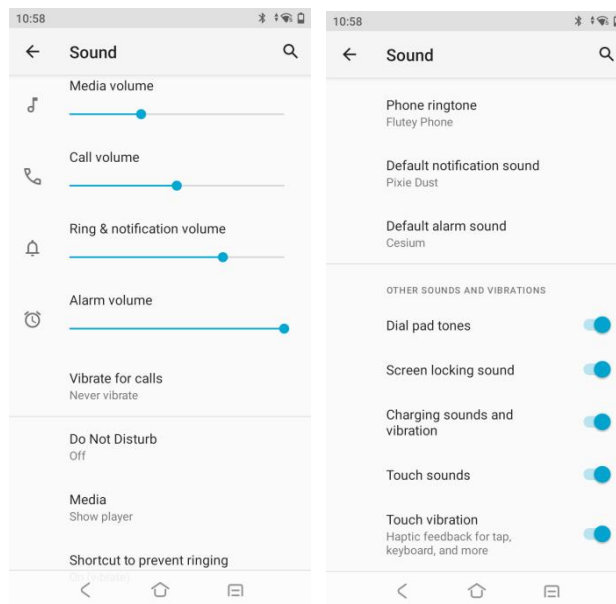 10:58
Sound
Media volume
Call volume
Ring & notification volume
Alarm volume
Vibrate for calls
Never vibrate
Do Not Disturb
Off
Media
Show player
Shortcut to prevent ringing
10:58
Sound
Phone ringtone
Flutey Phone
Default notification sound
Pixie Dust
Default alarm sound
Cesium
OTHER SOUNDS AND VIBRATIONS
Dial pad tones
Screen locking sound
Charging sounds and
vibration
Touch sounds
Touch vibration
Haptic feedback for tap,
keyboard, and more